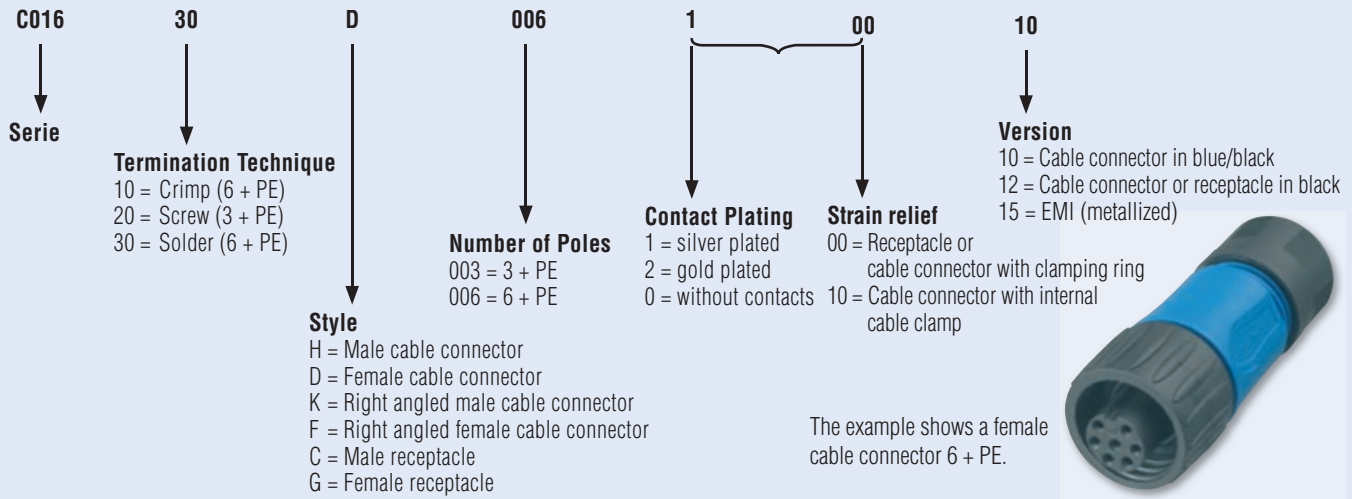 C016 30 D 006 1 00 10
Serie
Termination Technique
10 = Crimp (6 + PE)
20 = Screw (3 + PE)
30 = Solder (6 + PE)
Style
H = Male cable connector
D = Female cable connector
K = Right angled male cable connector
F = Right angled female cable connector
C = Male receptacle
G = Female receptacle
Number of Poles
003 = 3 + PE
006 = 6 + PE
Contact Plating
1 = silver plated
2 = gold plated
0 = without contacts
Strain relief
00 = Receptacle or
cable connector with clamping ring
10 = Cable connector with internal
cable clamp
Version
10 = Cable connector in blue/black
12 = Cable connector or receptacle in black
15 = EMI (metallized)
The example shows a female
cable connector 6 + PE.